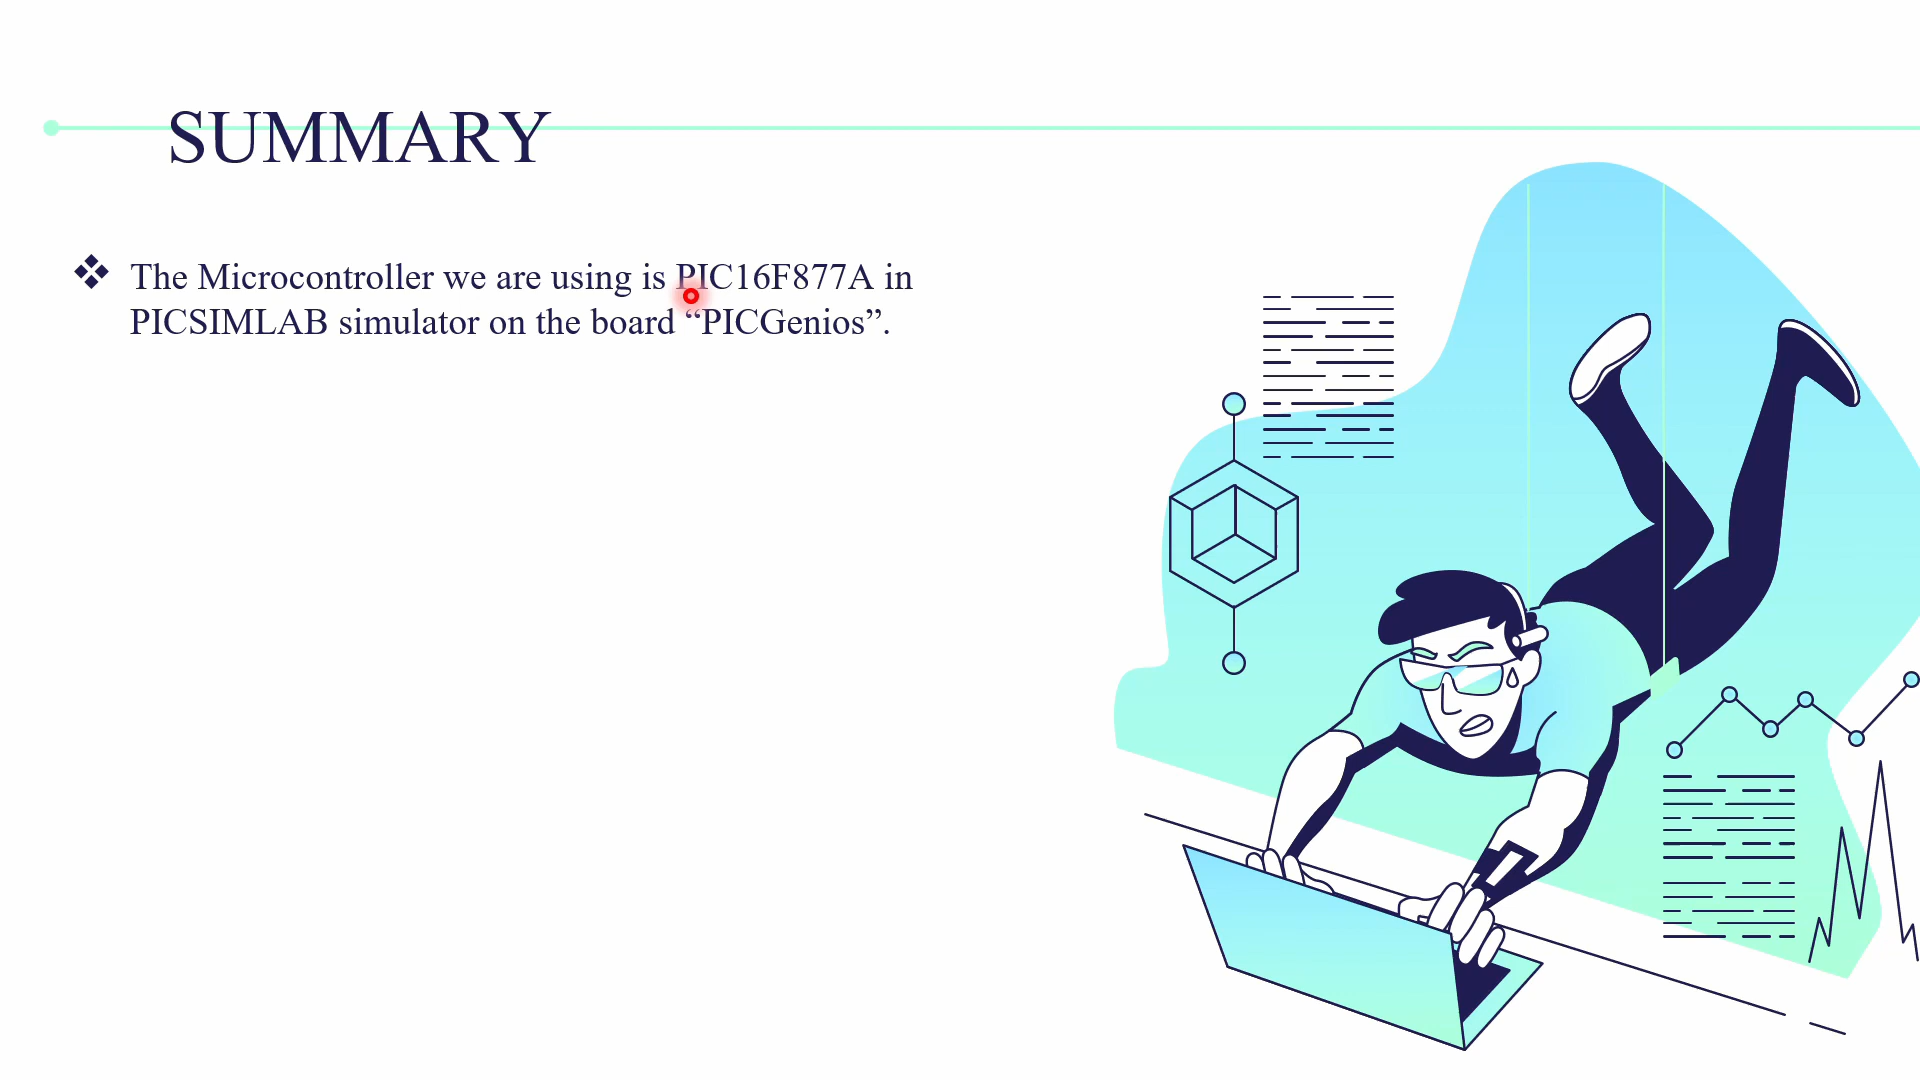 SUMMARY
❖ The Microcontroller we are using is PIC16F877A in
PICSIMLAB simulator on the board “PICGenios”.